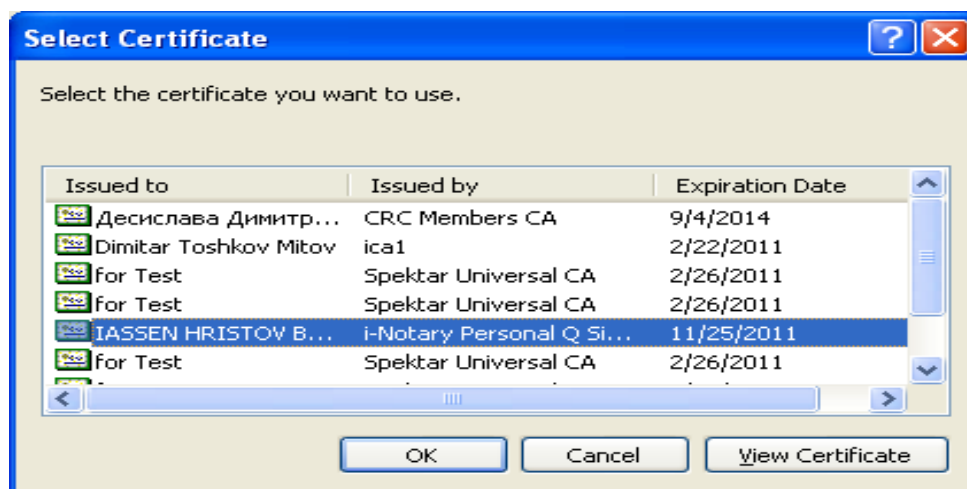 Select Certificate
Select the certificate you want to use.
Issued to Issued by Expiration Date
Десислава Димитр... CRC Members CA 9/4/2014
Dimitar Toshkov Mitov ica1 2/22/2011
for Test Spektar Universal CA 2/26/2011
for Test Spektar Universal CA 2/26/2011
IASSEN HRISTOV B... i-Notary Personal Q Si... 11/25/2011
for Test Spektar Universal CA 2/26/2011
OK Cancel View Certificate